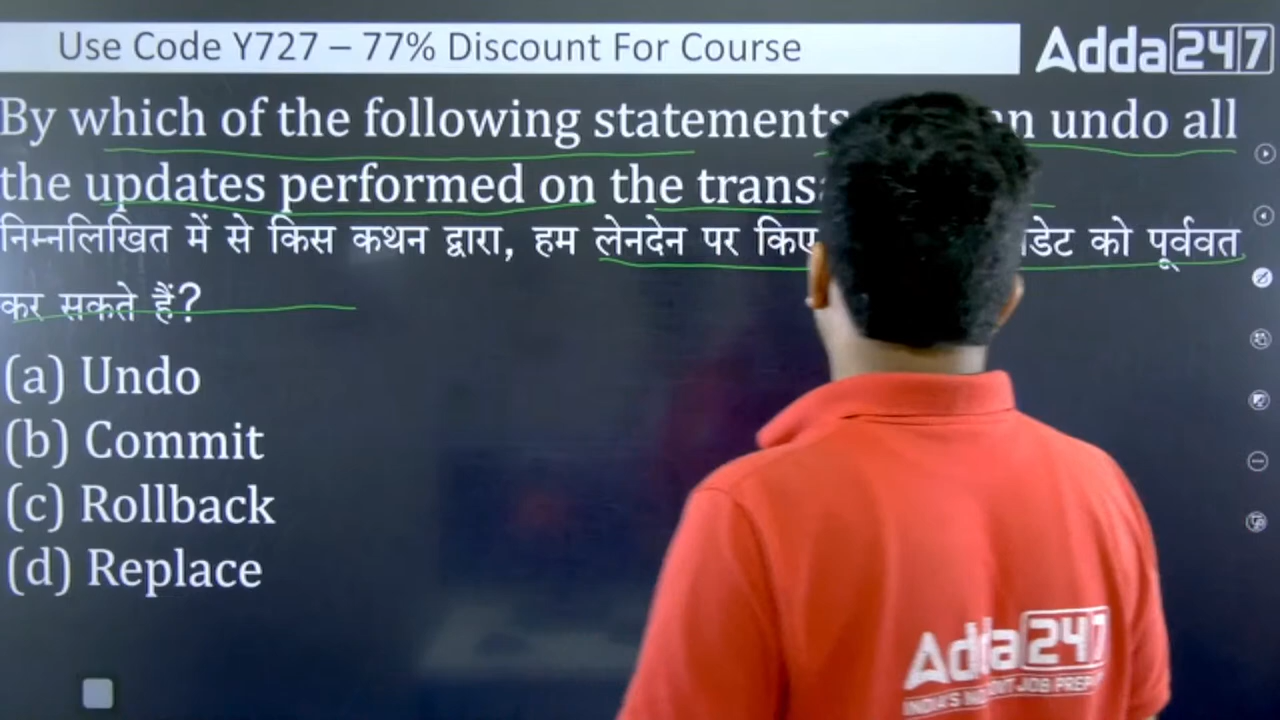 Use Code Y727 – 77% Discount For Course
Adda247
By which of the following statements undo all
the updates performed on the
निम्नलिखित में से किस कथन द्वारा, हम लेनदेन पर किए को पूर्ववत
कर सकते हैं?
(a) Undo
(b) Commit
(c) Rollback
(d) Replace
Adda247